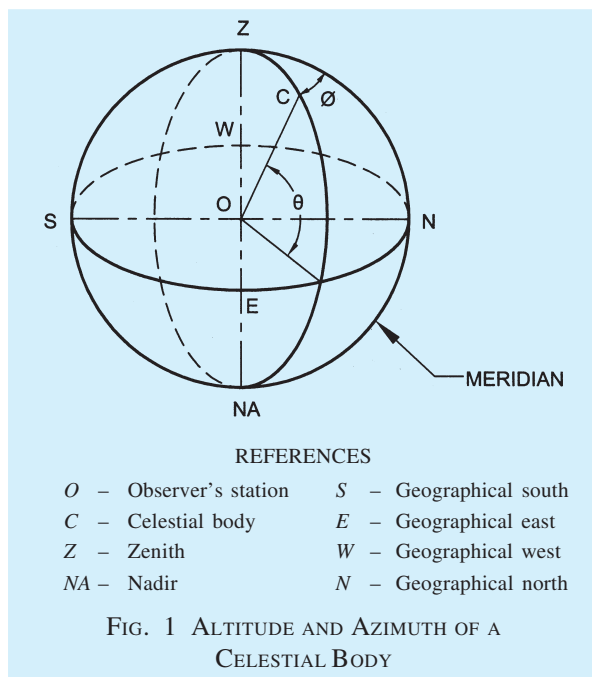 Z
C
Ø
W
O
θ
S
N
E
MERIDIAN
NA
REFERENCES
O – Observer's station S – Geographical south
C – Celestial body E – Geographical east
Z – Zenith W – Geographical west
NA – Nadir N – Geographical north
FIG. 1 ALTITUDE AND AZIMUTH OF A
CELESTIAL BODY